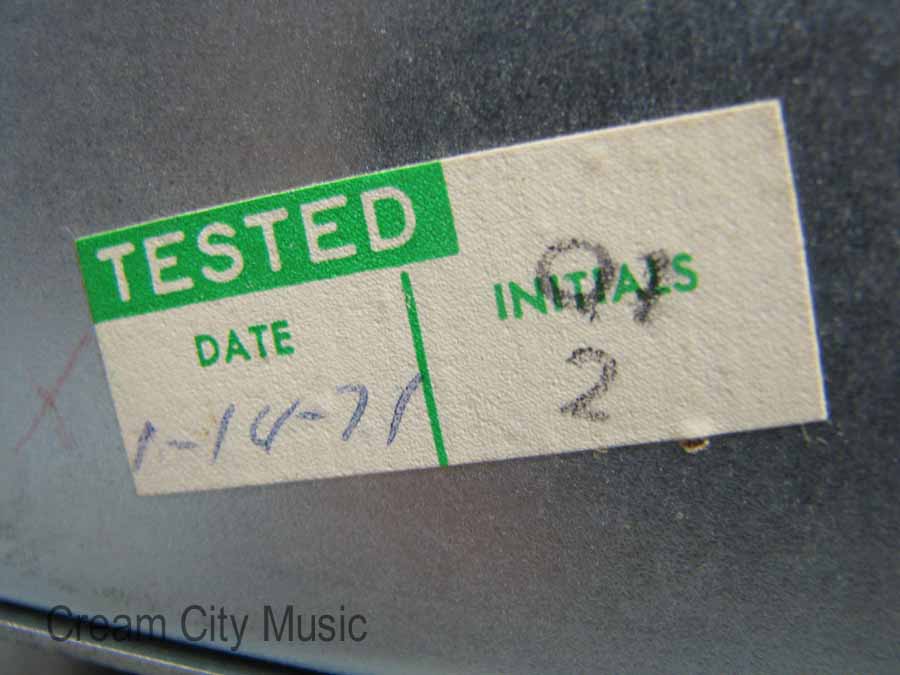 TESTED
DATE
1-14-71
INITIALS
2
Cream City Music